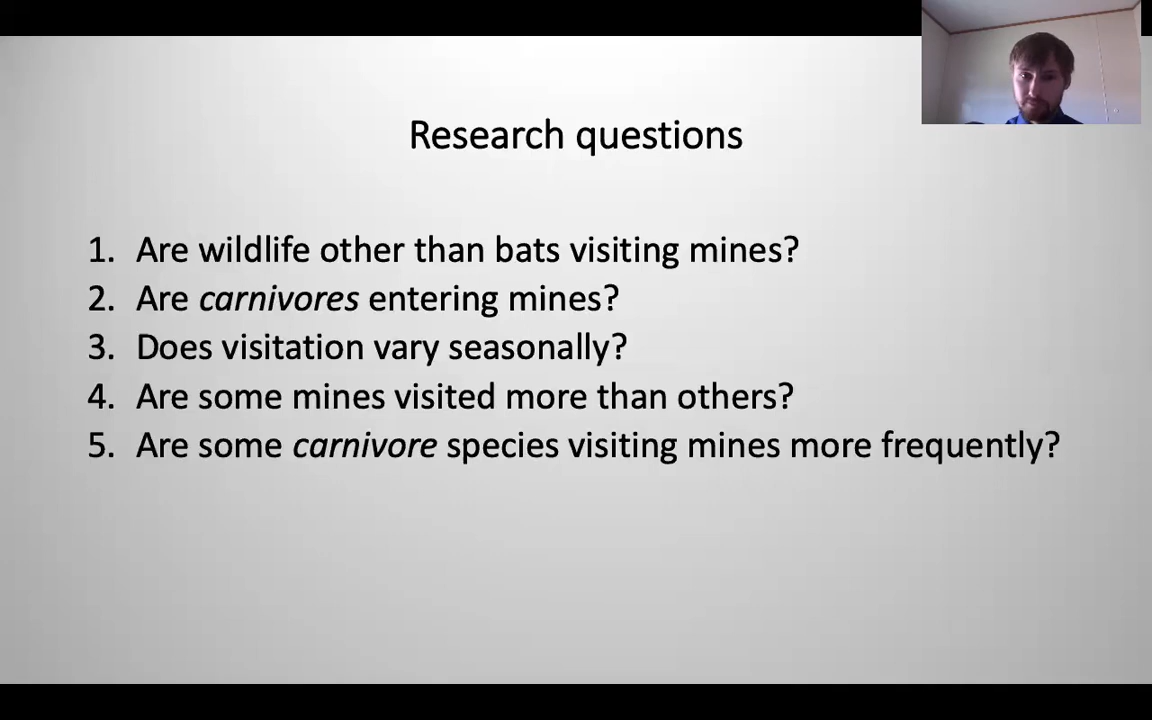 Research questions
1. Are wildlife other than bats visiting mines?
2. Are carnivores entering mines?
3. Does visitation vary seasonally?
4. Are some mines visited more than others?
5. Are some carnivore species visiting mines more frequently?